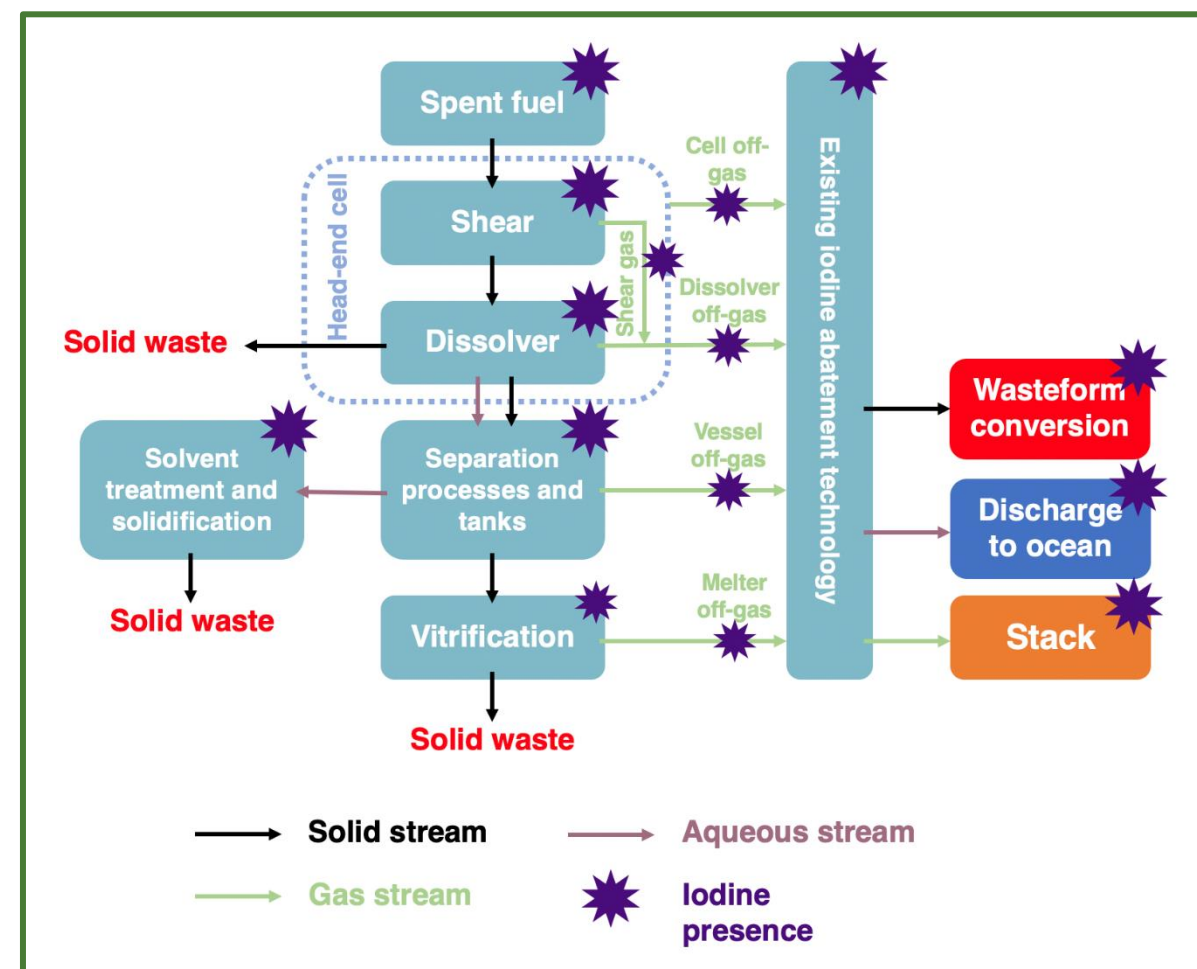 Spent fuel
Head-end cell
Shear
Shear gas
Dissolver
Solid waste
Cell off-
gas
Dissolver
off-gas
Existing iodine abatement technology
Solvent
treatment and
solidification
Separation
processes and
tanks
Vessel
off-gas
Solid waste
Vitrification
Melter
off-gas
Solid waste
Wasteform
conversion
Discharge
to ocean
Stack
Solid stream
Aqueous stream
Gas stream
Iodine
presence